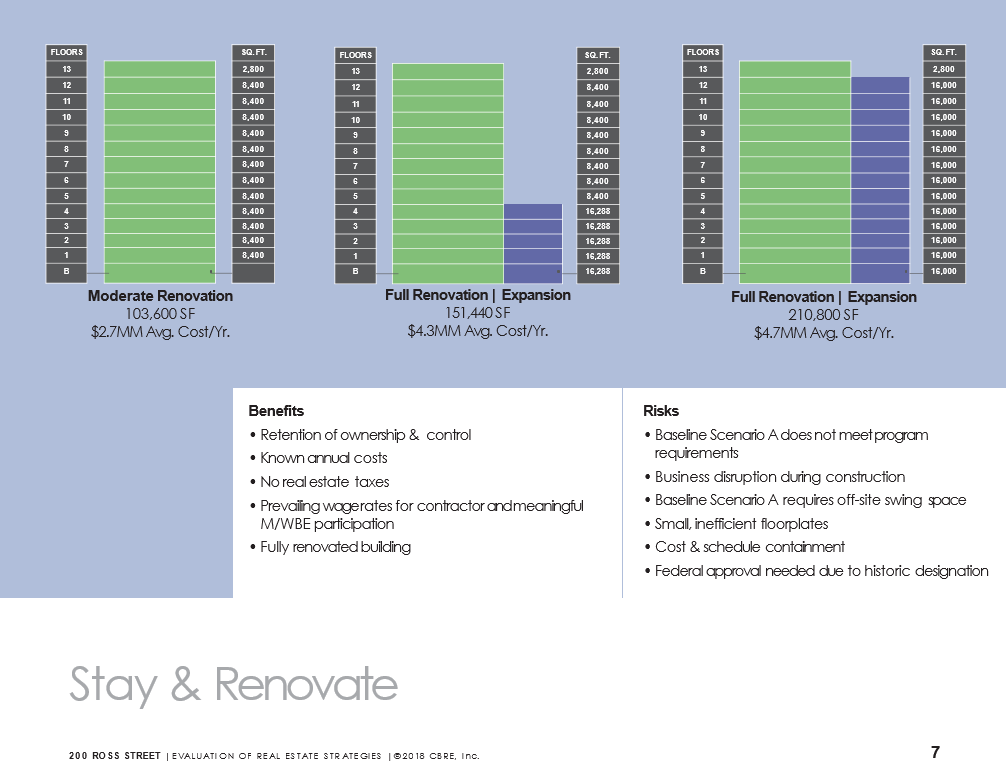 FLOORS SQ. FT.
13 2,800
12 8,400
11 8,400
10 8,400
9 8,400
8 8,400
7 8,400
6 8,400
5 8,400
4 8,400
3 8,400
2 8,400
1 8,400
B
Moderate Renovation
103,600 SF
$2.7MM Avg. Cost/Yr.
FLOORS SQ. FT.
13 2,800
12 8,400
11 8,400
10 8,400
9 8,400
8 8,400
7 8,400
6 8,400
5 8,400
4 16,288
3 16,288
2 16,288
1 16,288
B 16,288
Full Renovation | Expansion
151,440 SF
$4.3MM Avg. Cost/Yr.
FLOORS SQ. FT.
13 2,800
12 16,000
11 16,000
10 16,000
9 16,000
8 16,000
7 16,000
6 16,000
5 16,000
4 16,000
3 16,000
2 16,000
1 16,000
B 16,000
Full Renovation | Expansion
210,800 SF
$4.7MM Avg. Cost/Yr.
Benefits
• Retention of ownership & control
• Known annual costs
• No real estate taxes
• Prevailing wage rates for contractor and meaningful
M/WBE participation
• Fully renovated building
Risks
• Baseline Scenario A does not meet program
requirements
• Business disruption during construction
• Baseline Scenario A requires off-site swing space
• Small, inefficient floorplates
• Cost & schedule containment
• Federal approval needed due to historic designation
Stay & Renovate
200 ROSS STREET | EVALUATION OF REAL ESTATE STRATEGIES | ©2018 CBRE, Inc.
7